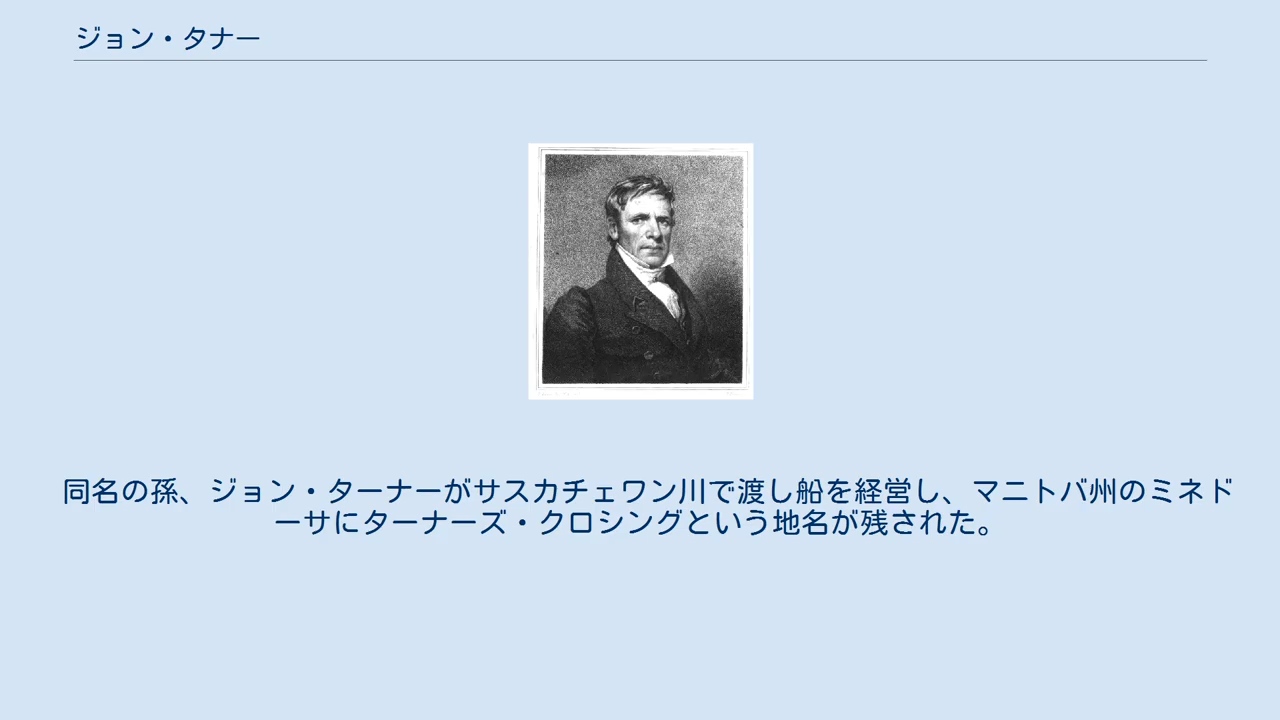 ジョン・タナー
同名の孫、ジョン・ターナーがサスカチェワン川で渡し船を経営し、マニトバ州のミネド
ーサにターナーズ・クロシングという地名が残された。